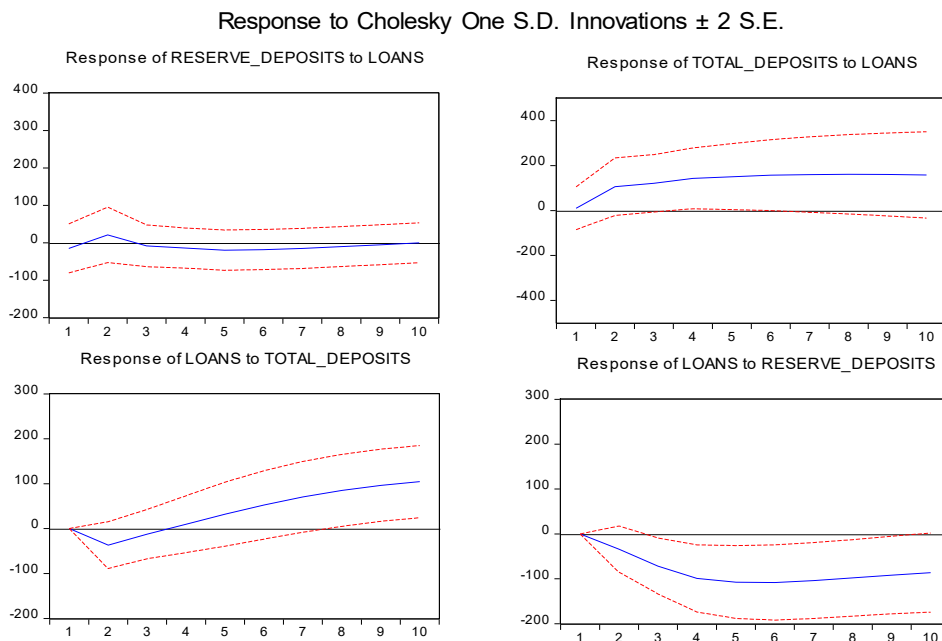 Response to Cholesky One S.D. Innovations ± 2 S.E.
Response of RESERVE_DEPOSITS to LOANS
400
300
200
100
0
-100
-200
1 2 3 4 5 6 7 8 9 10
Response of TOTAL_DEPOSITS to LOANS
400
200
0
-200
-400
1 2 3 4 5 6 7 8 9 10
Response of LOANS to TOTAL_DEPOSITS
300
200
100
0
-100
-200
1 2 3 4 5 6 7 8 9 10
Response of LOANS to RESERVE_DEPOSITS
300
200
100
0
-100
-200
1 2 3 4 5 6 7 8 9 10